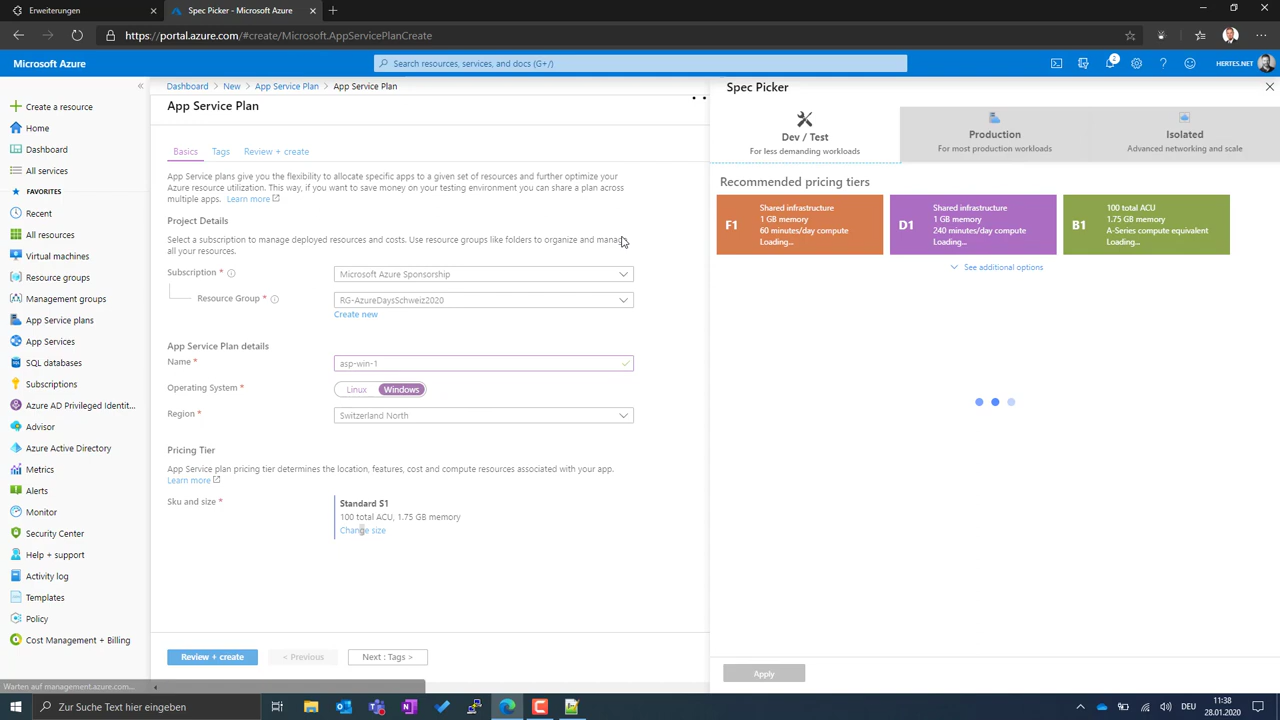 Spec Picker - Microsoft Azure
https://portal.azure.com/#create/Microsoft.AppServicePlanCreate
Microsoft Azure
Search resources, services, and docs (G+/)
2
HERTES.NET
Create a resource
Home
Dashboard
All services
FAVORITES
Recent
All resources
Virtual machines
Resource groups
Management groups
App Service plans
App Services
SQL databases
Subscriptions
Azure AD Privileged Identit...
Advisor
Azure Active Directory
Metrics
Alerts
Monitor
Security Center
Help + support
Activity log
Templates
Policy
Cost Management + Billing
Warten auf management.azure.com...
Dashboard > New > App Service Plan > App Service Plan
App Service Plan
Basics Tags Review + create
App Service plans give you the flexibility to allocate specific apps to a given set of resources and further optimize your
Azure resource utilization. This way, if you want to save money on your testing environment you can share a plan across
multiple apps. Learn more
Project Details
Select a subscription to manage deployed resources and costs. Use resource groups like folders to organize and manage
all your resources.
Subscription *
Microsoft Azure Sponsorship
Resource Group *
RG-AzureDaysSchweiz2020
Create new
App Service Plan details
Name *
asp-win-1
Operating System *
Linux Windows
Region *
Switzerland North
Pricing Tier
App Service plan pricing tier determines the location, features, cost and compute resources associated with your app.
Learn more
Sku and size *
Standard S1
100 total ACU, 1.75 GB memory
Change size
Review + create
< Previous
Next : Tags >
Spec Picker
Dev / Test
For less demanding workloads
Production
For most production workloads
Isolated
Advanced networking and scale
Recommended pricing tiers
F1
Shared infrastructure
1 GB memory
60 minutes/day compute
Loading...
D1
Shared infrastructure
1 GB memory
240 minutes/day compute
Loading...
B1
100 total ACU
1.75 GB memory
A-Series compute equivalent
Loading...
See additional options
Apply
Zur Suche Text hier eingeben
DEU
11:38
28.01.2020